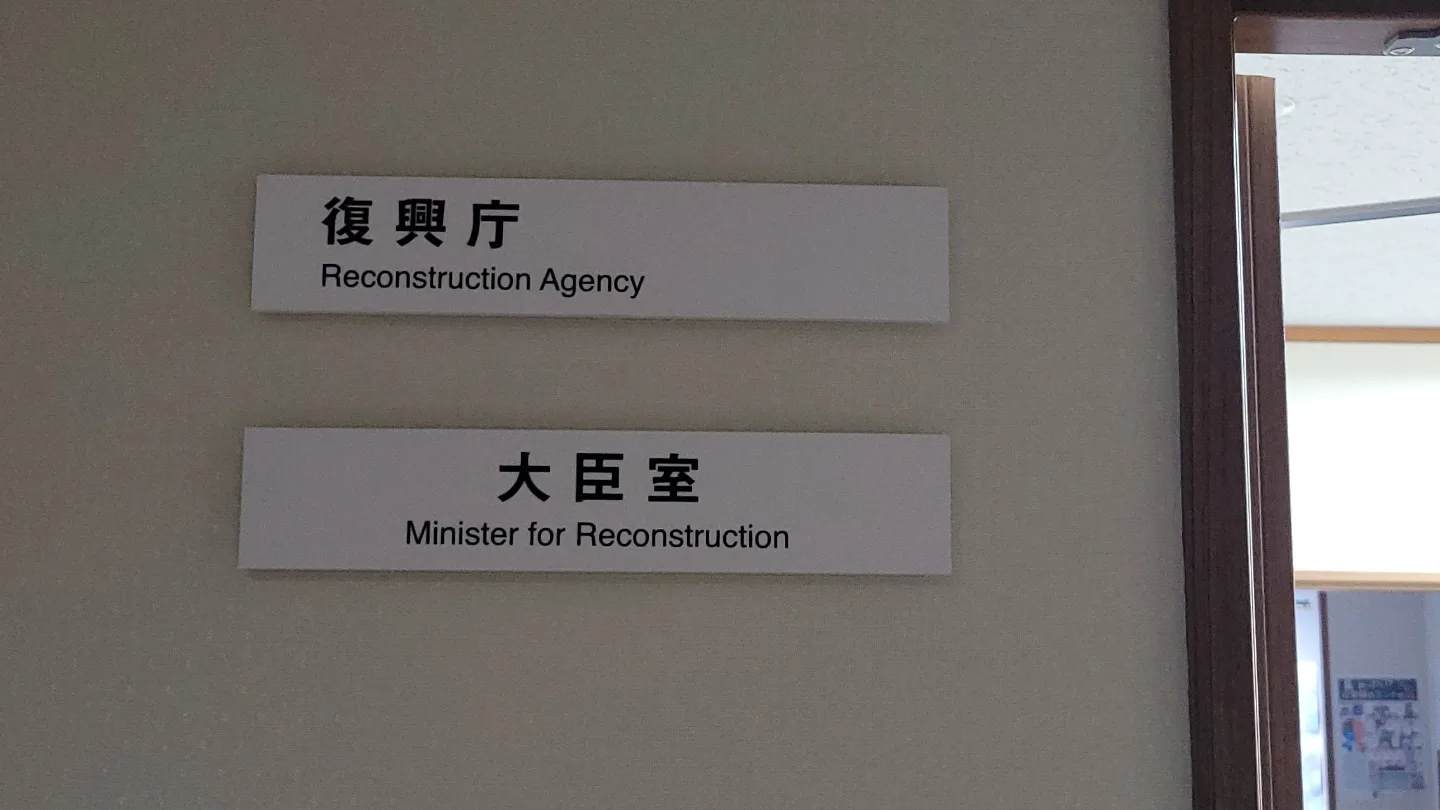 復興庁
Reconstruction Agency
大臣室
Minister for Reconstruction